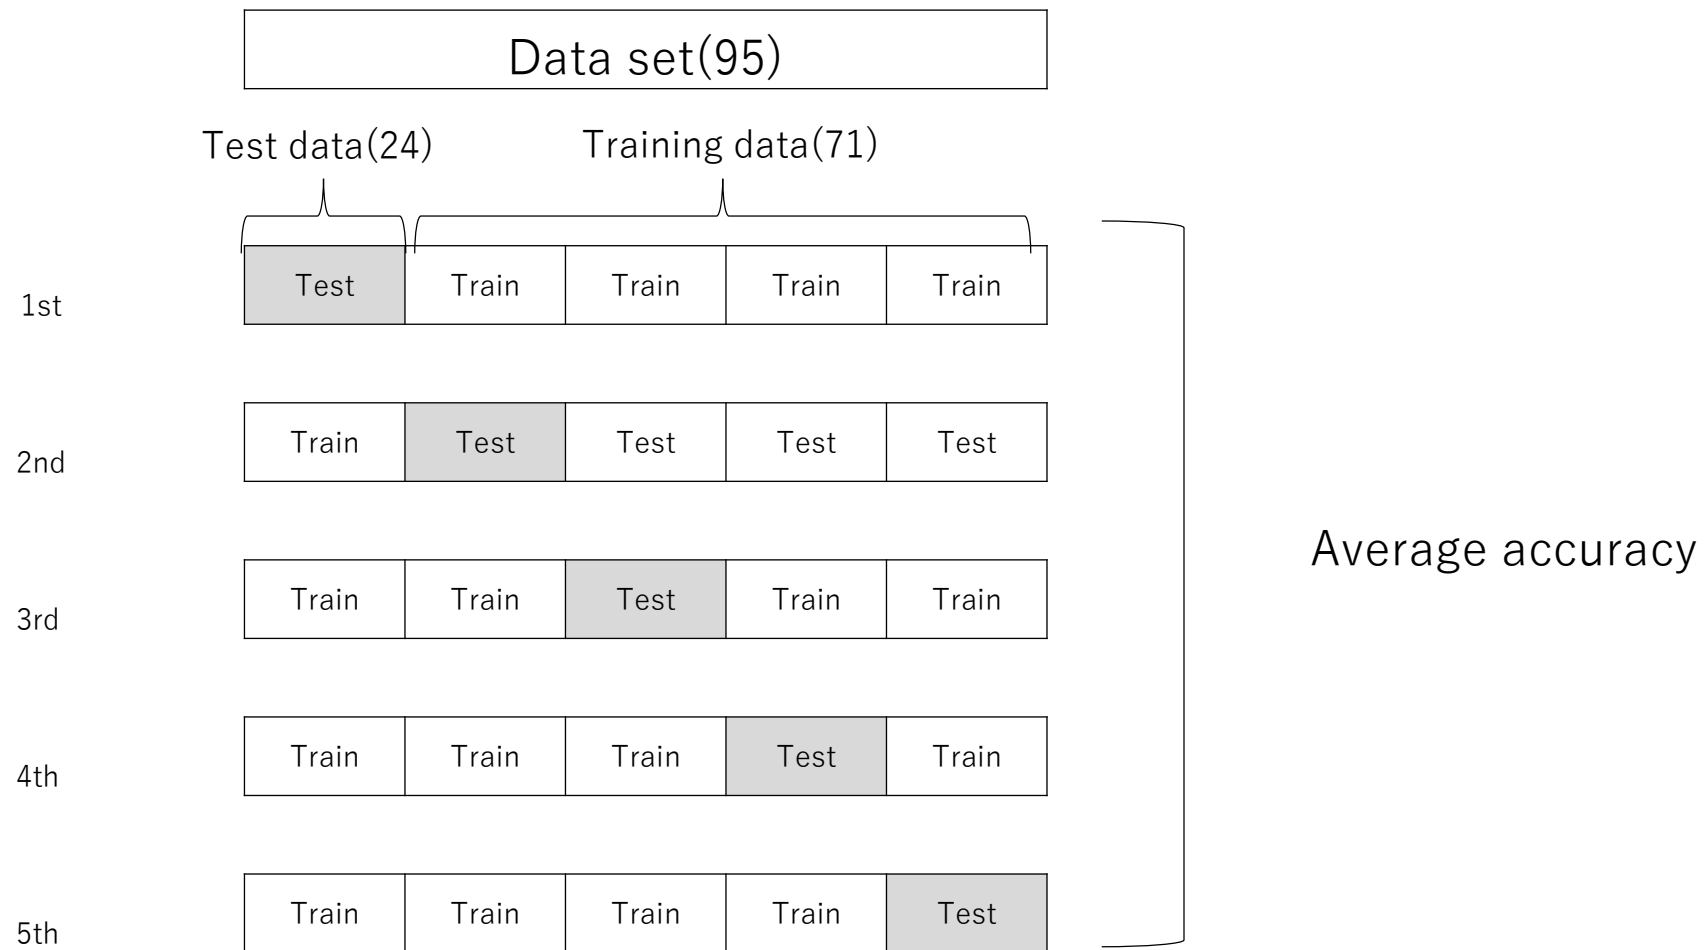 Data set(95)
Test data(24) Training data(71)
1st Test Train Train Train Train
2nd Train Test Test Test Test
3rd Train Train Test Train Train
Average accuracy
4th Train Train Train Test Train
5th Train Train Train Train Test